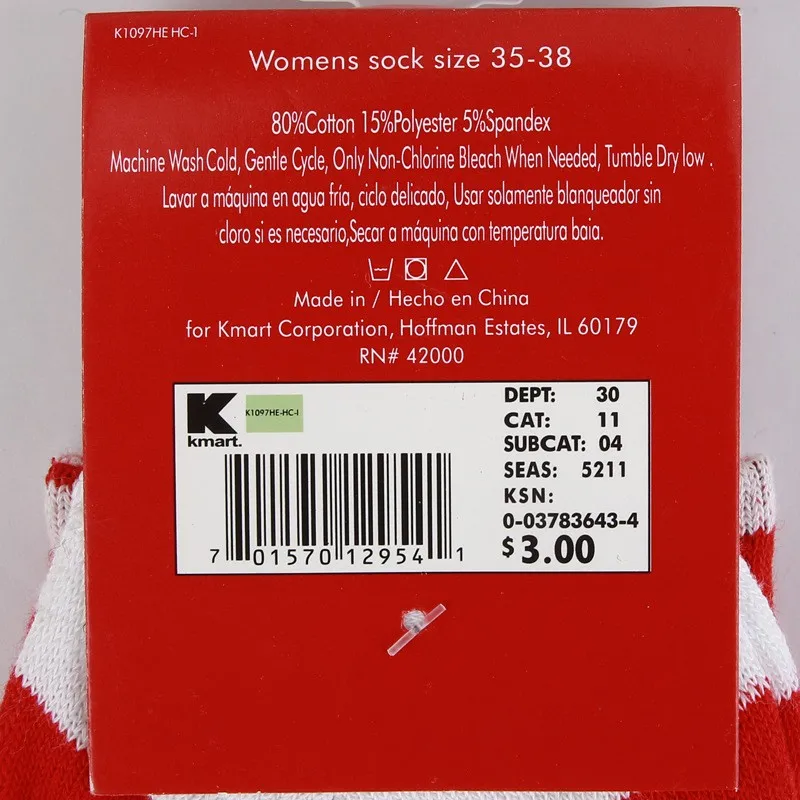 K1097HE HC-1
Womens sock size 35-38
80%Cotton 15%Polyester 5%Spandex
Machine Wash Cold, Gentle Cycle, Only Non-Chlorine Bleach When Needed, Tumble Dry low .
Lavar a máquina en agua fría, ciclo delicado, Usar solamente blanqueador sin
cloro si es necesario,Secar a máquina con temperatura baia.
Made in / Hecho en China
for Kmart Corporation, Hoffman Estates, IL 60179
RN# 42000
K
kmart.
K1097HE-HC-1
7 01570 12954 1
DEPT: 30
CAT: 11
SUBCAT: 04
SEAS: 5211
KSN:
0-03783643-4
$3.00